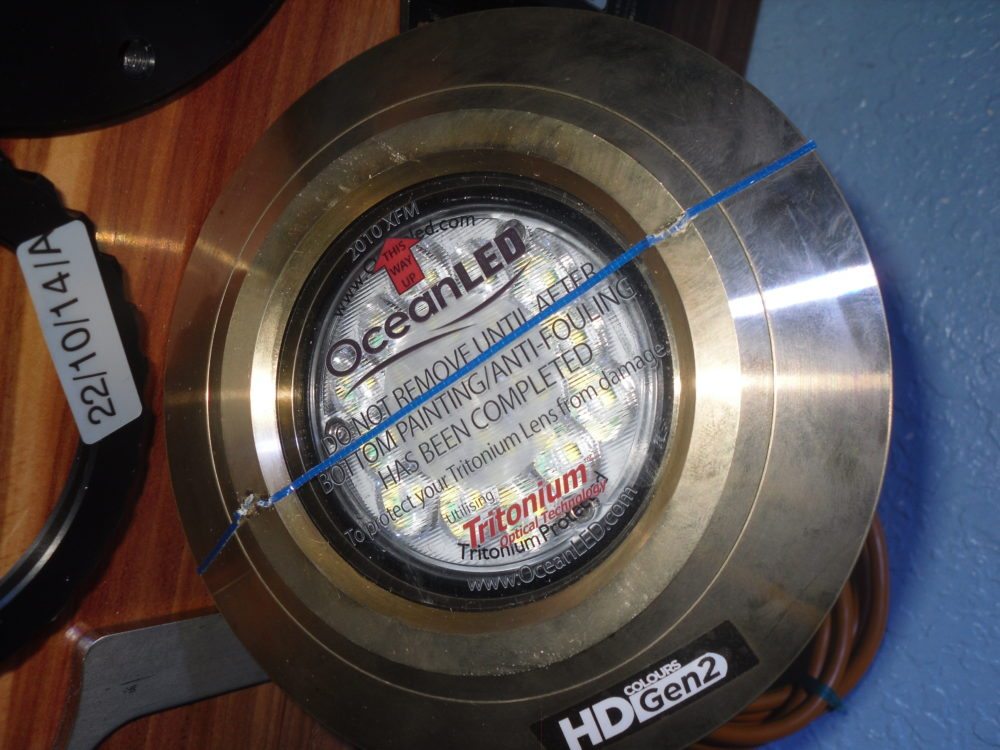 2010 XFM
led.com
THIS
WAY
UP
OceanLED
DO NOT REMOVE UNTIL AFTER
BOTTOM PAINTING/ANTI-FOULING
HAS BEEN COMPLETED
To protect your Tritonium Lens from damage.
Utilising
Tritonium
Optical Technology
www.OceanLED.com
COLOURS
HD Gen2
22/10/14/A